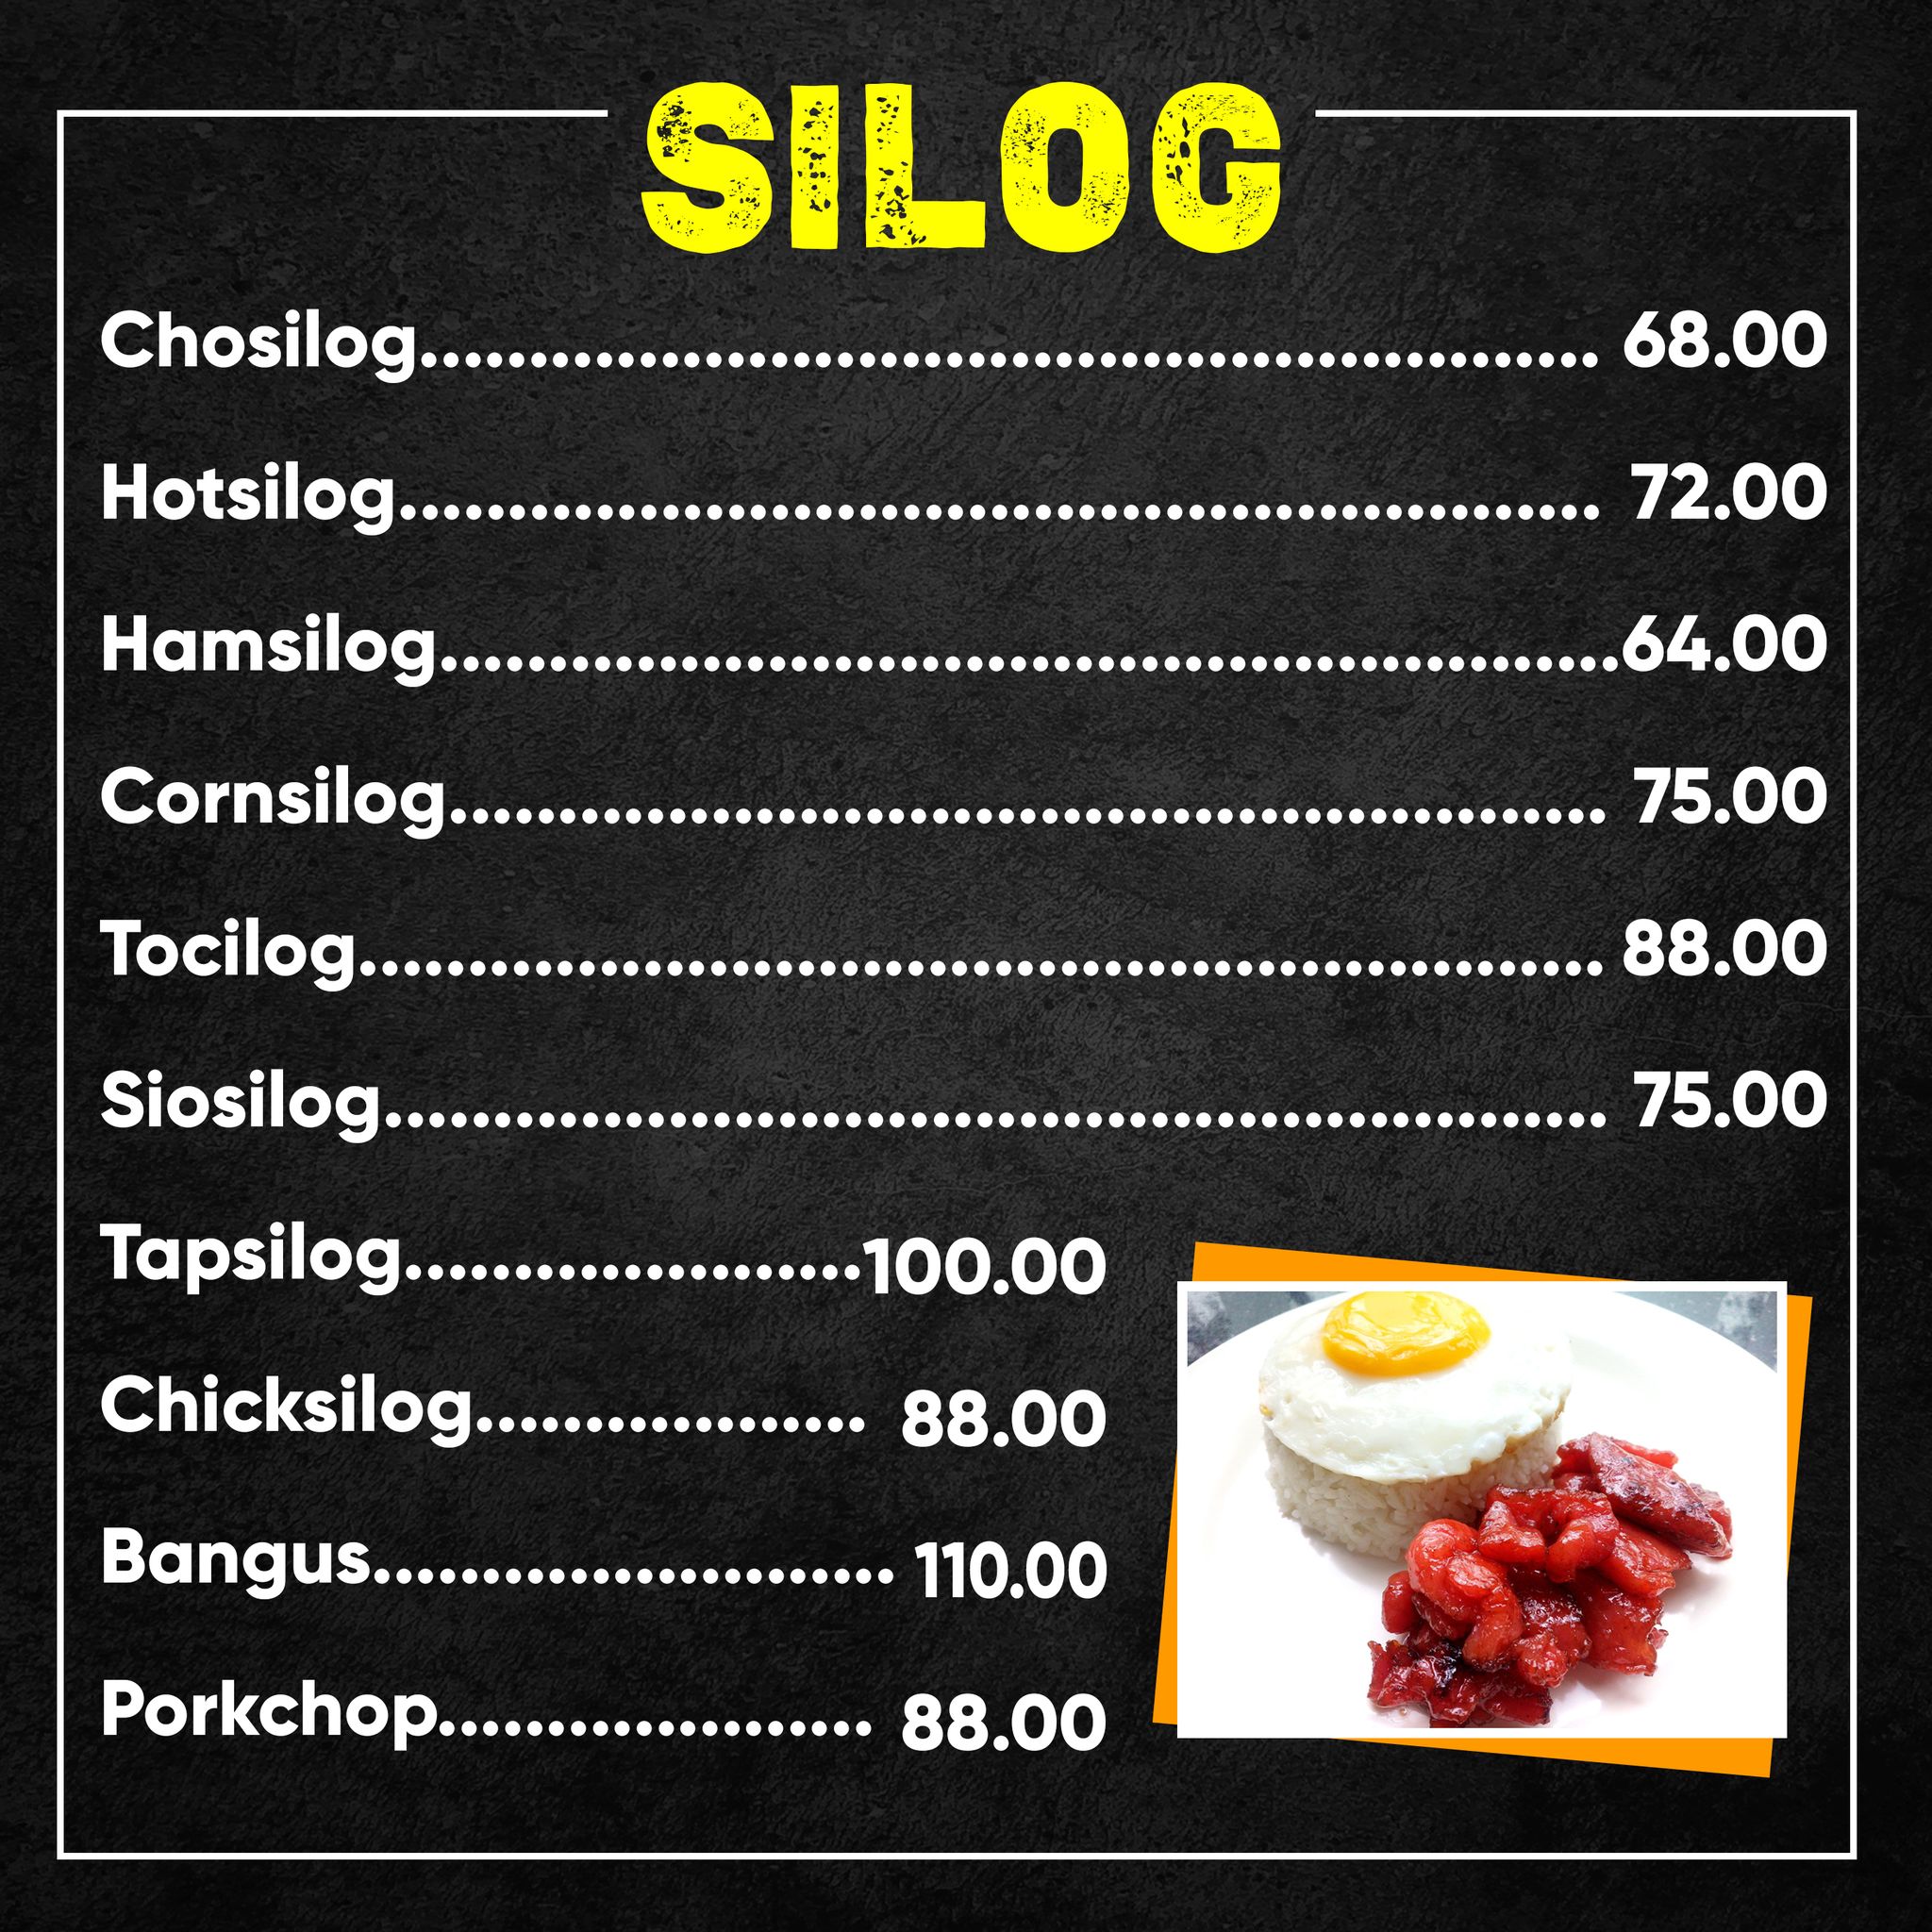 SILOG
Chosilog...................................................... 68.00
Hotsilog....................................................... 72.00
Hamsilog......................................................64.00
Cornsilog..................................................... 75.00
Tocilog......................................................... 88.00
Siosilog........................................................ 75.00
Tapsilog.....................100.00
Chicksilog.................. 88.00
Bangus........................ 110.00
Porkchop.................... 88.00